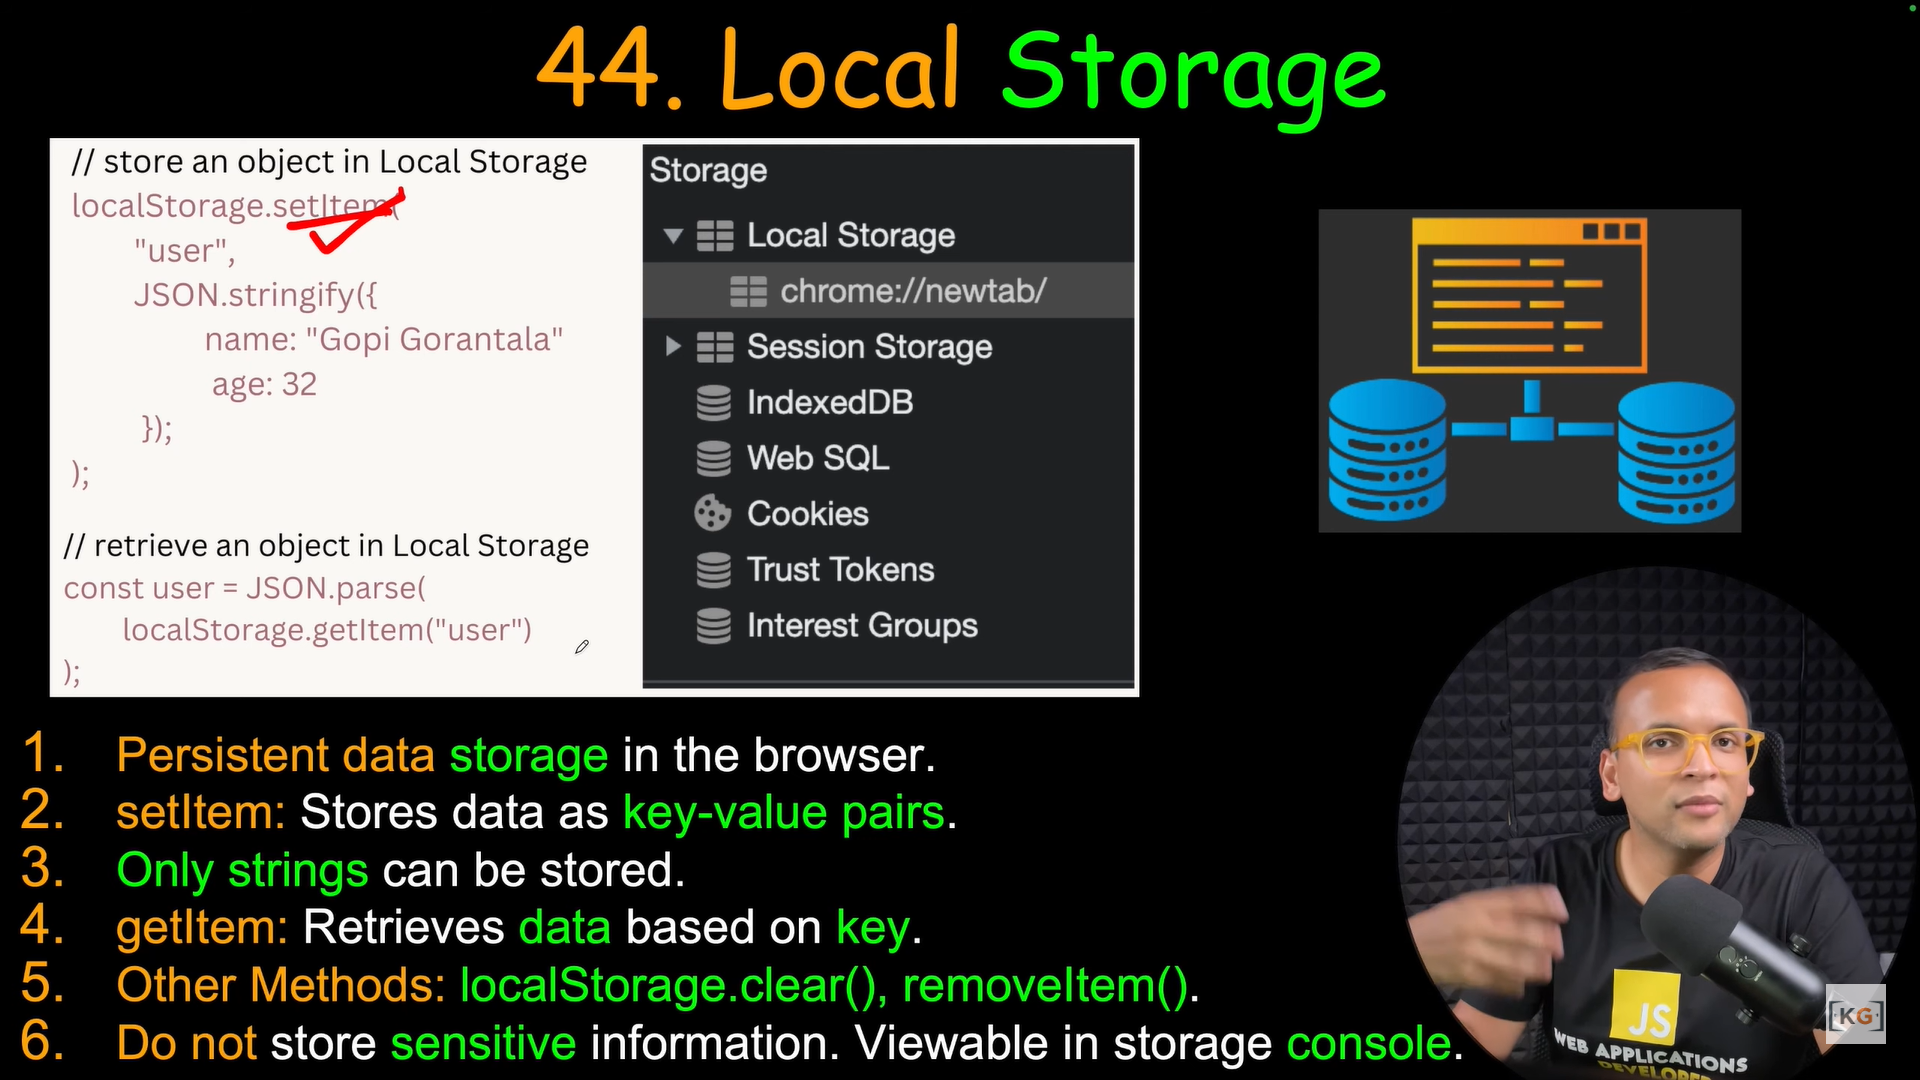 44. Local Storage
// store an object in Local Storage
localStorage.setItem(
"user",
JSON.stringify({
name: "Gopi Gorantala"
age: 32
});
);
// retrieve an object in Local Storage
const user = JSON.parse(
localStorage.getItem("user")
);
Storage
Local Storage
chrome://newtab/
Session Storage
IndexedDB
Web SQL
Cookies
Trust Tokens
Interest Groups
1. Persistent data storage in the browser.
2. setItem: Stores data as key-value pairs.
3. Only strings can be stored.
4. getItem: Retrieves data based on key.
5. Other Methods: localStorage.clear(), removeItem().
6. Do not store sensitive information. Viewable in storage console.
JS
WEB APPLICATIONS
DEVELOPER
KG